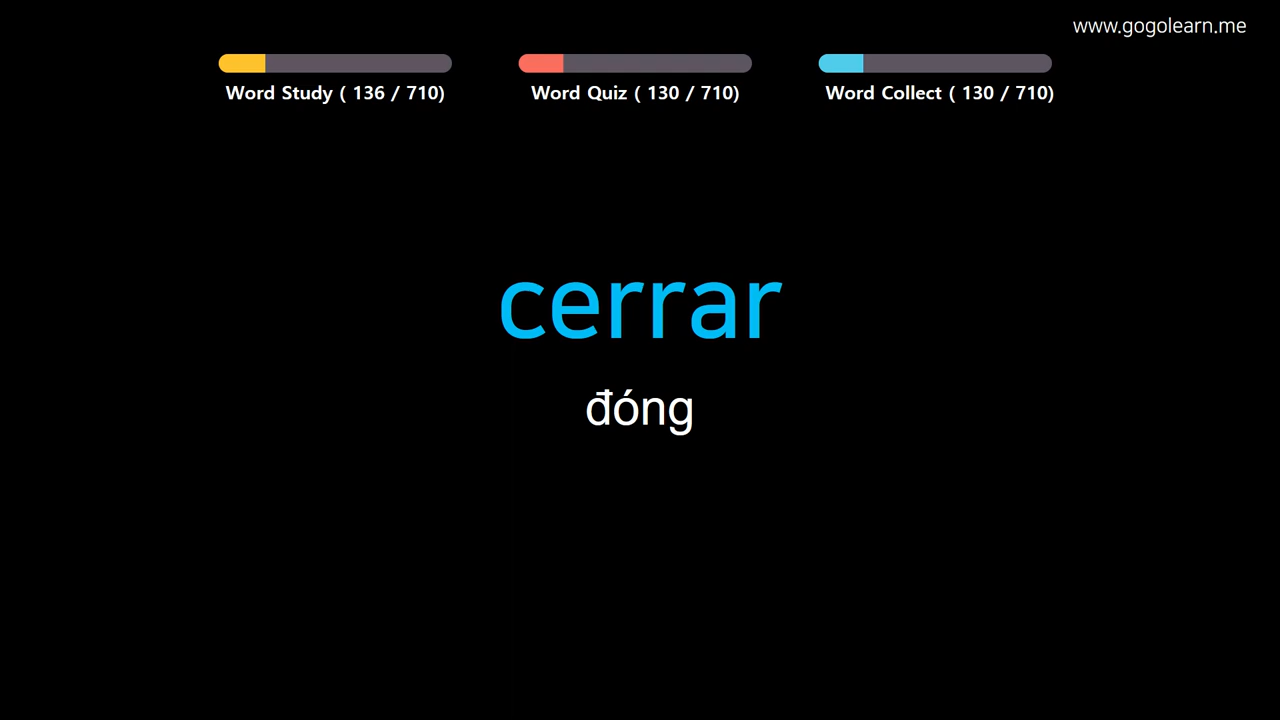 www.gogolearn.me
Word Study ( 136 / 710)
Word Quiz ( 130 / 710)
Word Collect ( 130 / 710)
cerrar
đóng